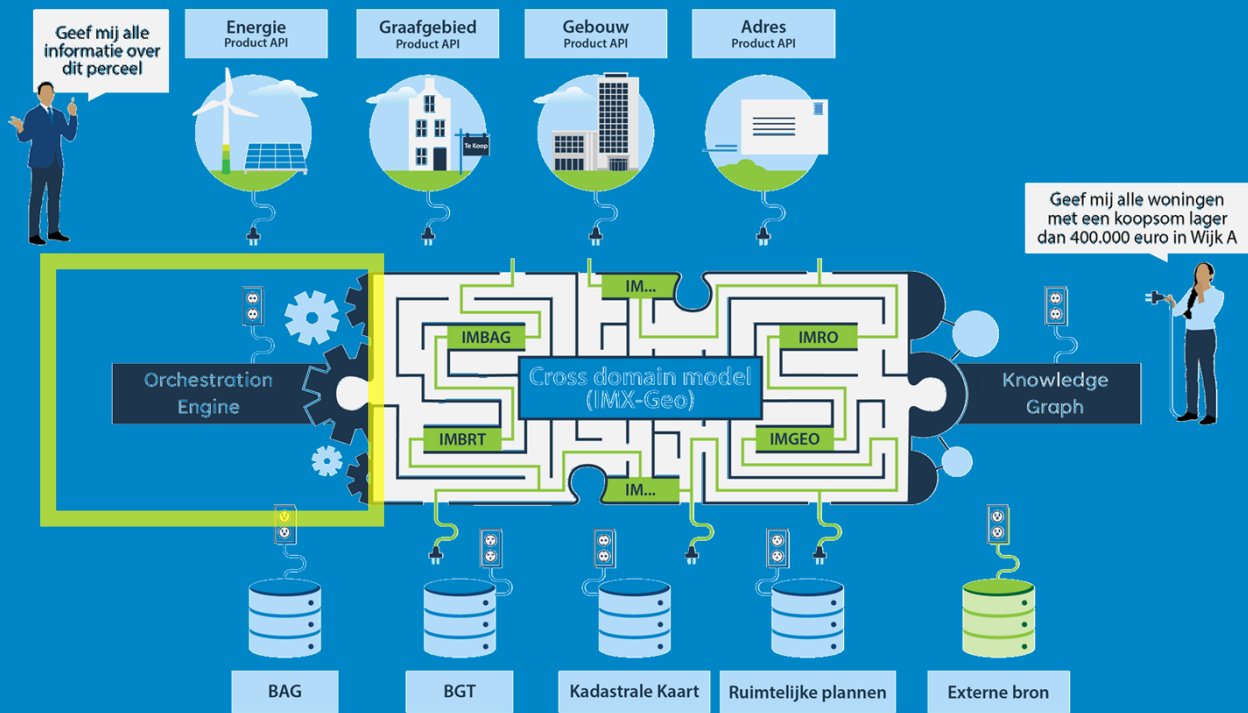 Geef mij alle
informatie over
dit perceel
Energie
Product API
Graafgebied
Product API
Gebouw
Product API
Adres
Product API
Te Koop
Geef mij alle woningen
met een koopsom lager
dan 400.000 euro in Wijk A
IM...
IMBAG
IMRO
Orchestration
Engine
Cross domain model
(IMX-Geo)
Knowledge
Graph
IMBRT
IMGEO
IM...
BAG
BGT
Kadastrale Kaart
Ruimtelijke plannen
Externe bron